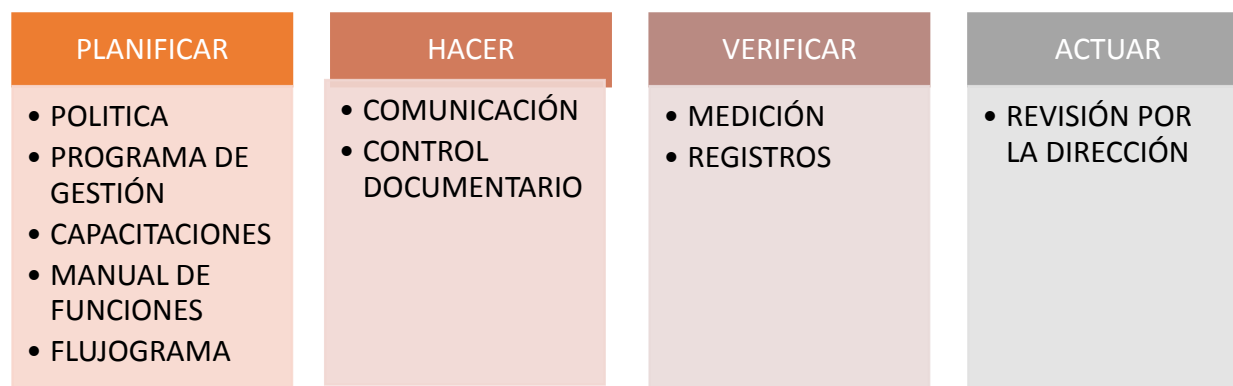 PLANIFICAR
• POLITICA
• PROGRAMA DE
GESTIÓN
• CAPACITACIONES
• MANUAL DE
FUNCIONES
• FLUJOGRAMA
HACER
• COMUNICACIÓN
• CONTROL
DOCUMENTARIO
VERIFICAR
• MEDICIÓN
• REGISTROS
ACTUAR
• REVISIÓN POR
LA DIRECCIÓN